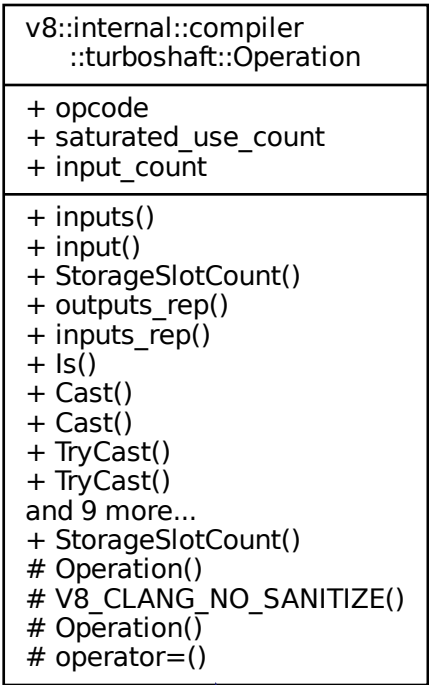 v8::internal::compiler
::turboshaft::Operation
+ opcode
+ saturated_use_count
+ input_count
+ inputs()
+ input()
+ StorageSlotCount()
+ outputs_rep()
+ inputs_rep()
+ Is()
+ Cast()
+ Cast()
+ TryCast()
+ TryCast()
and 9 more...
+ StorageSlotCount()
# Operation()
# V8_CLANG_NO_SANITIZE()
# Operation()
# operator=()